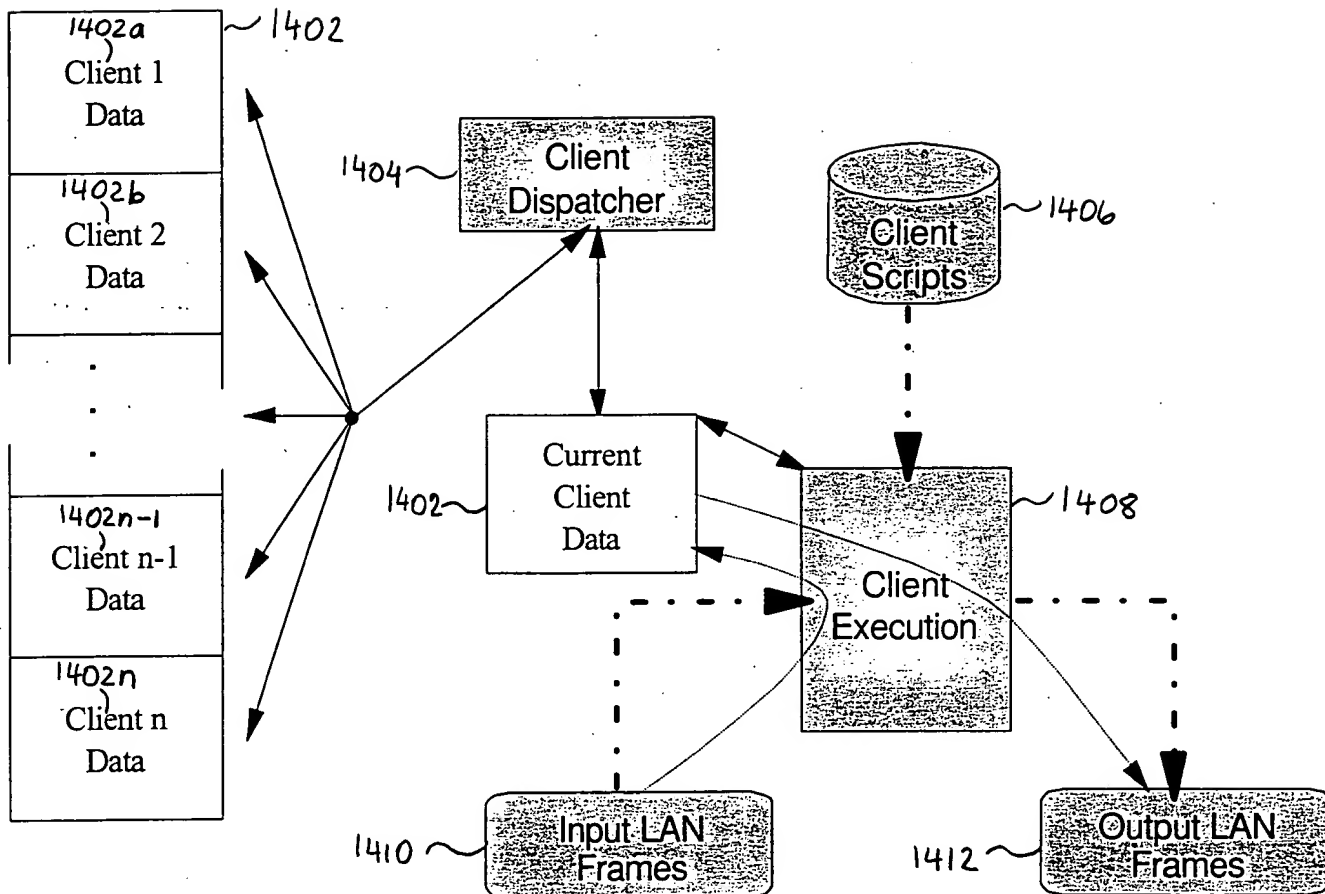 1402a
1402
Client 1
Data
1402b
Client 2
Data
1402n-1
Client n-1
Data
1402n
Client n
Data
1404
Client
Dispatcher
1406
Client
Scripts
1402
Current
Client
Data
1408
Client
Execution
1410
Input LAN
Frames
1412
Output LAN
Frames